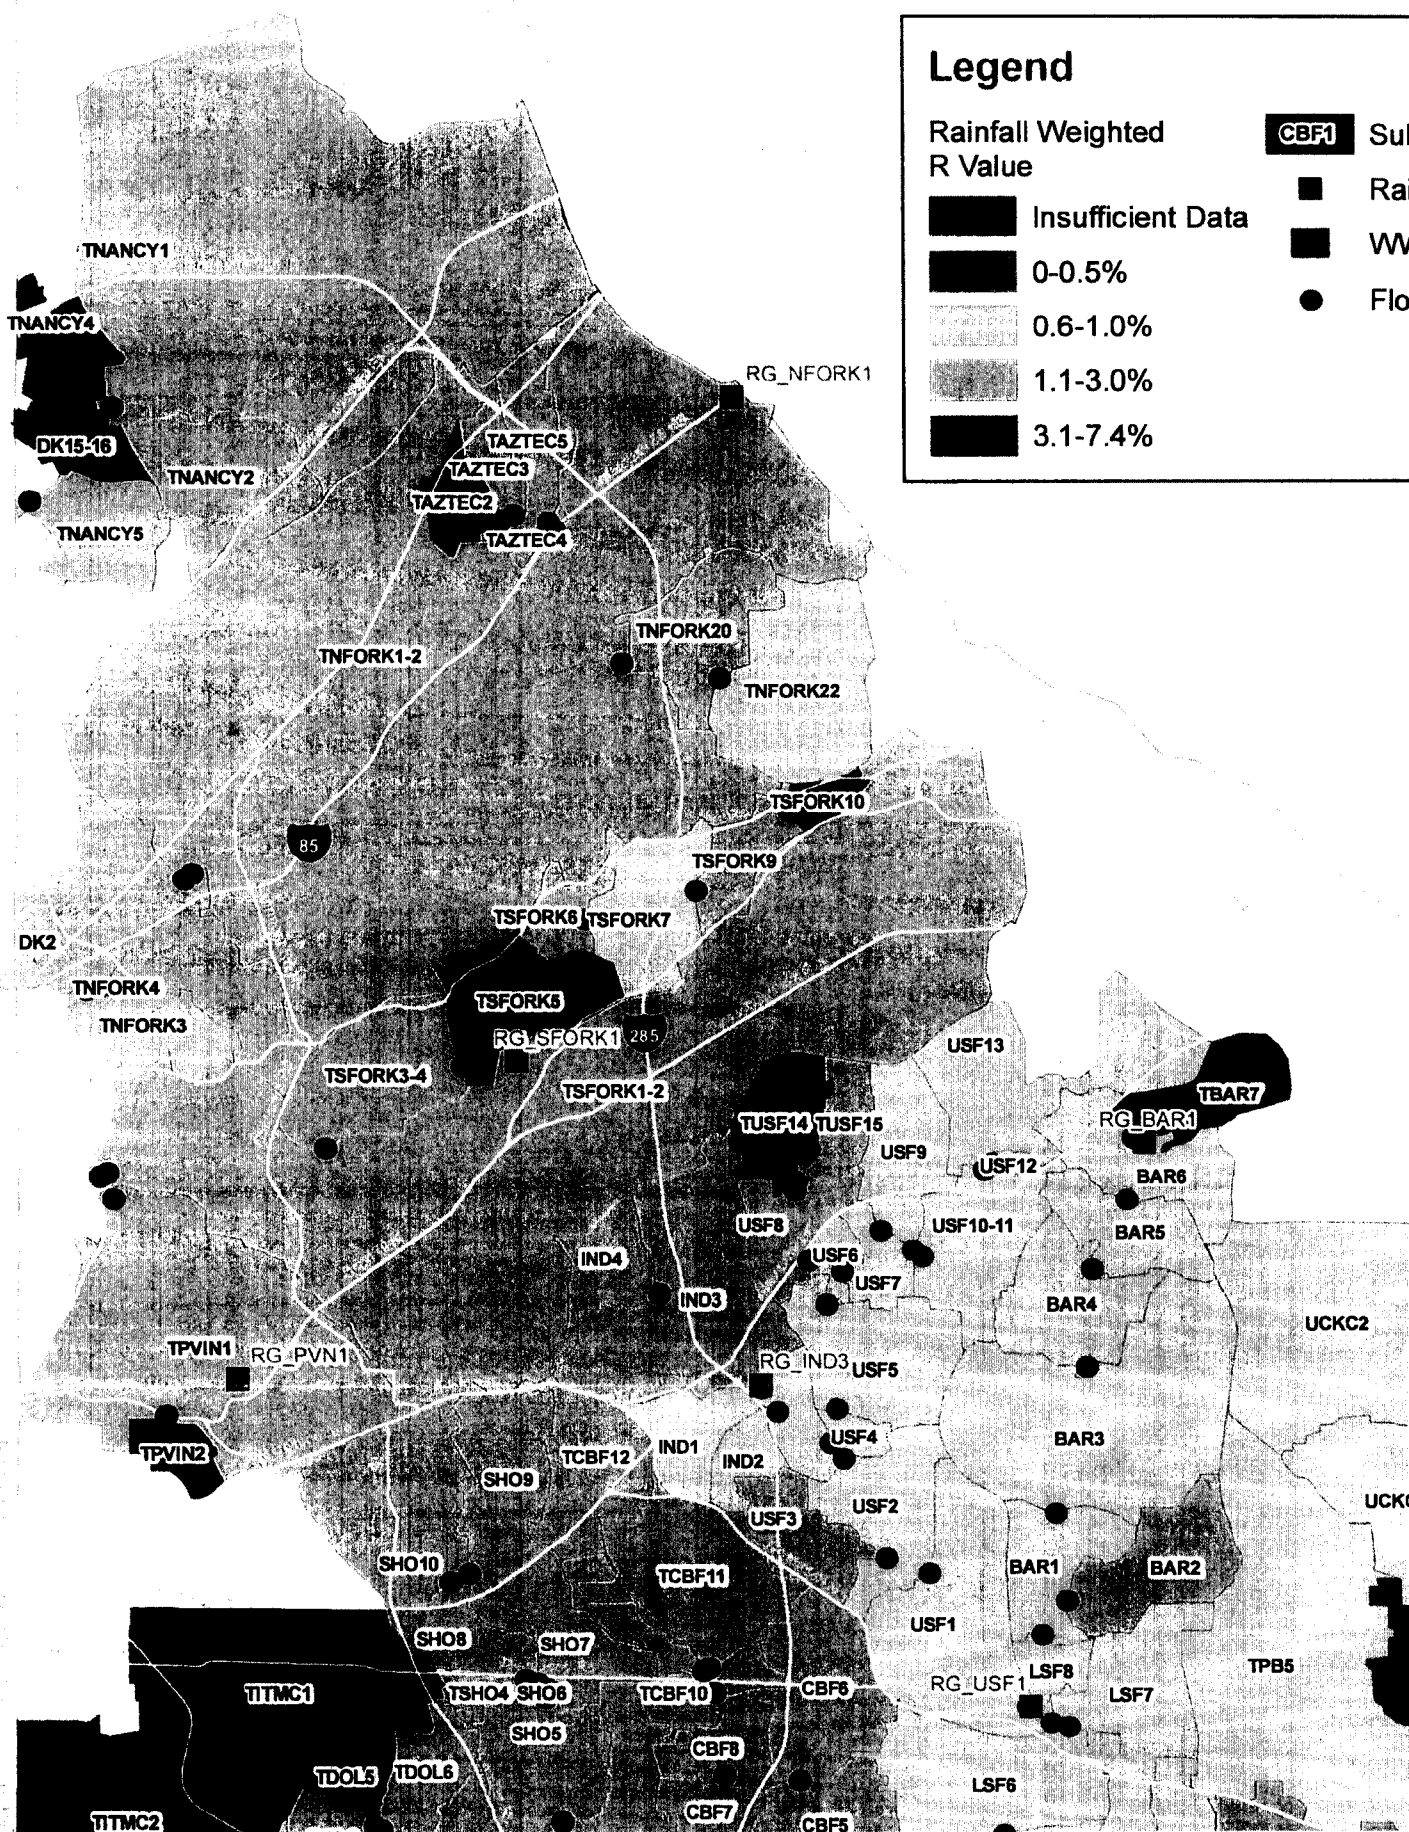 Legend
Rainfall Weighted
R Value
Insufficient Data
0-0.5%
0.6-1.0%
1.1-3.0%
3.1-7.4%
CBF1
TNANCY1
TNANCY4
RG_NFORK1
DK15-16
TAZTEC5
TAZTEC3
TNANCY2
TAZTEC2
TNANCY5
TAZTEC4
TNFORK20
TNFORK1-2
TNFORK22
TSFORK10
85
TSFORK9
TSFORK6
TSFORK7
DK2
TNFORK4
TSFORK5
TNFORK3
RG_SFORK1
285
USF13
TSFORK3-4
TSFORK1-2
TBAR7
RG_BAR1
TUSF14
TUSF15
USF9
USF12
BAR6
USF8
USF10-11
BAR5
IND4
USF6
USF7
IND3
BAR4
UCKC2
TPVIN1
RG_PVN1
RG_IND3
USF5
USF4
BAR3
TPVIN2
TCBF12
IND1
IND2
SHO9
USF2
USF3
SHO10
TCBF11
BAR1
BAR2
USF1
SHO8
SHO7
LSF8
TPB5
RG_USF1
TITMC1
TSHO4
SHO6
TCBF10
CBF6
LSF7
SHO5
CBF8
TDOL5
TDOL6
LSF6
CBF7
TITMC2
CBF5